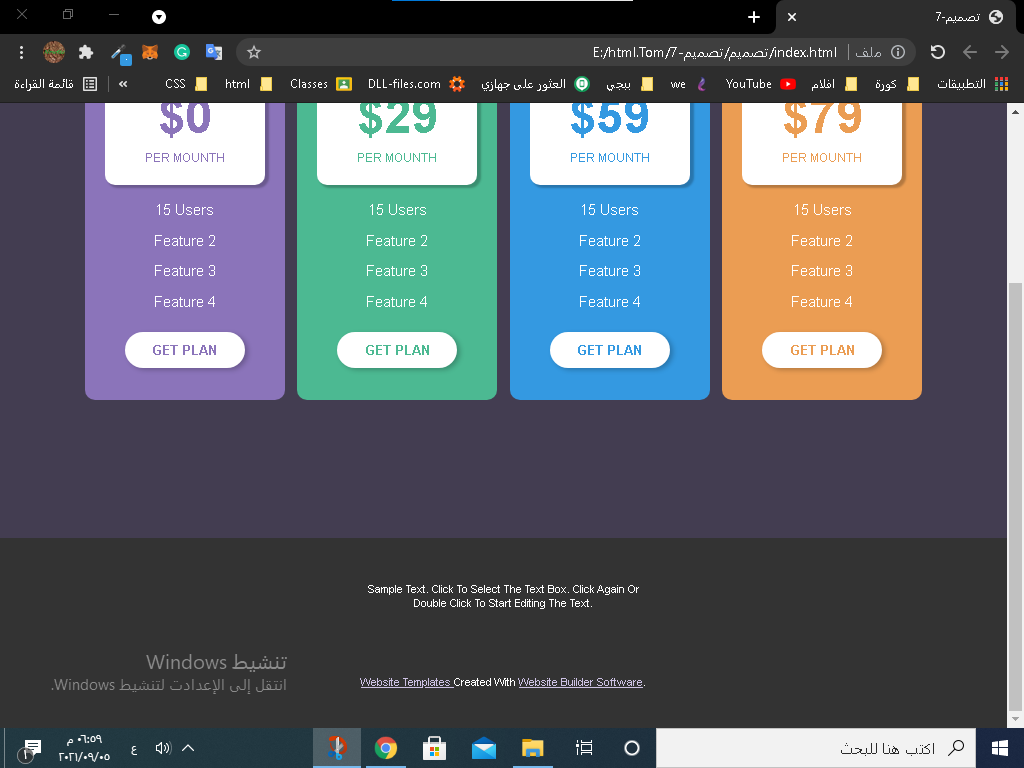 تصميم-7
E:/html.Tom/تصميم/تصميم-7/index.html
ملف
التطبيقات
كورة
افلام
YouTube
we
ببجي
العثور على جهازي
DLL-files.com
Classes
html
CSS
»
قائمة القراءة
$0
$29
$59
$79
PER MOUNTH
PER MOUNTH
PER MOUNTH
PER MOUNTH
15 Users
15 Users
15 Users
15 Users
Feature 2
Feature 2
Feature 2
Feature 2
Feature 3
Feature 3
Feature 3
Feature 3
Feature 4
Feature 4
Feature 4
Feature 4
GET PLAN
GET PLAN
GET PLAN
GET PLAN
Sample Text. Click To Select The Text Box. Click Again Or
Double Click To Start Editing The Text.
Website Templates Created With Website Builder Software.
تنشيط Windows
انتقل إلى الإعدادت لتنشيط Windows.
اكتب هنا للبحث
ع
٠٦:٥٩ م
٢٠٢١/٠٩/٠٥
١